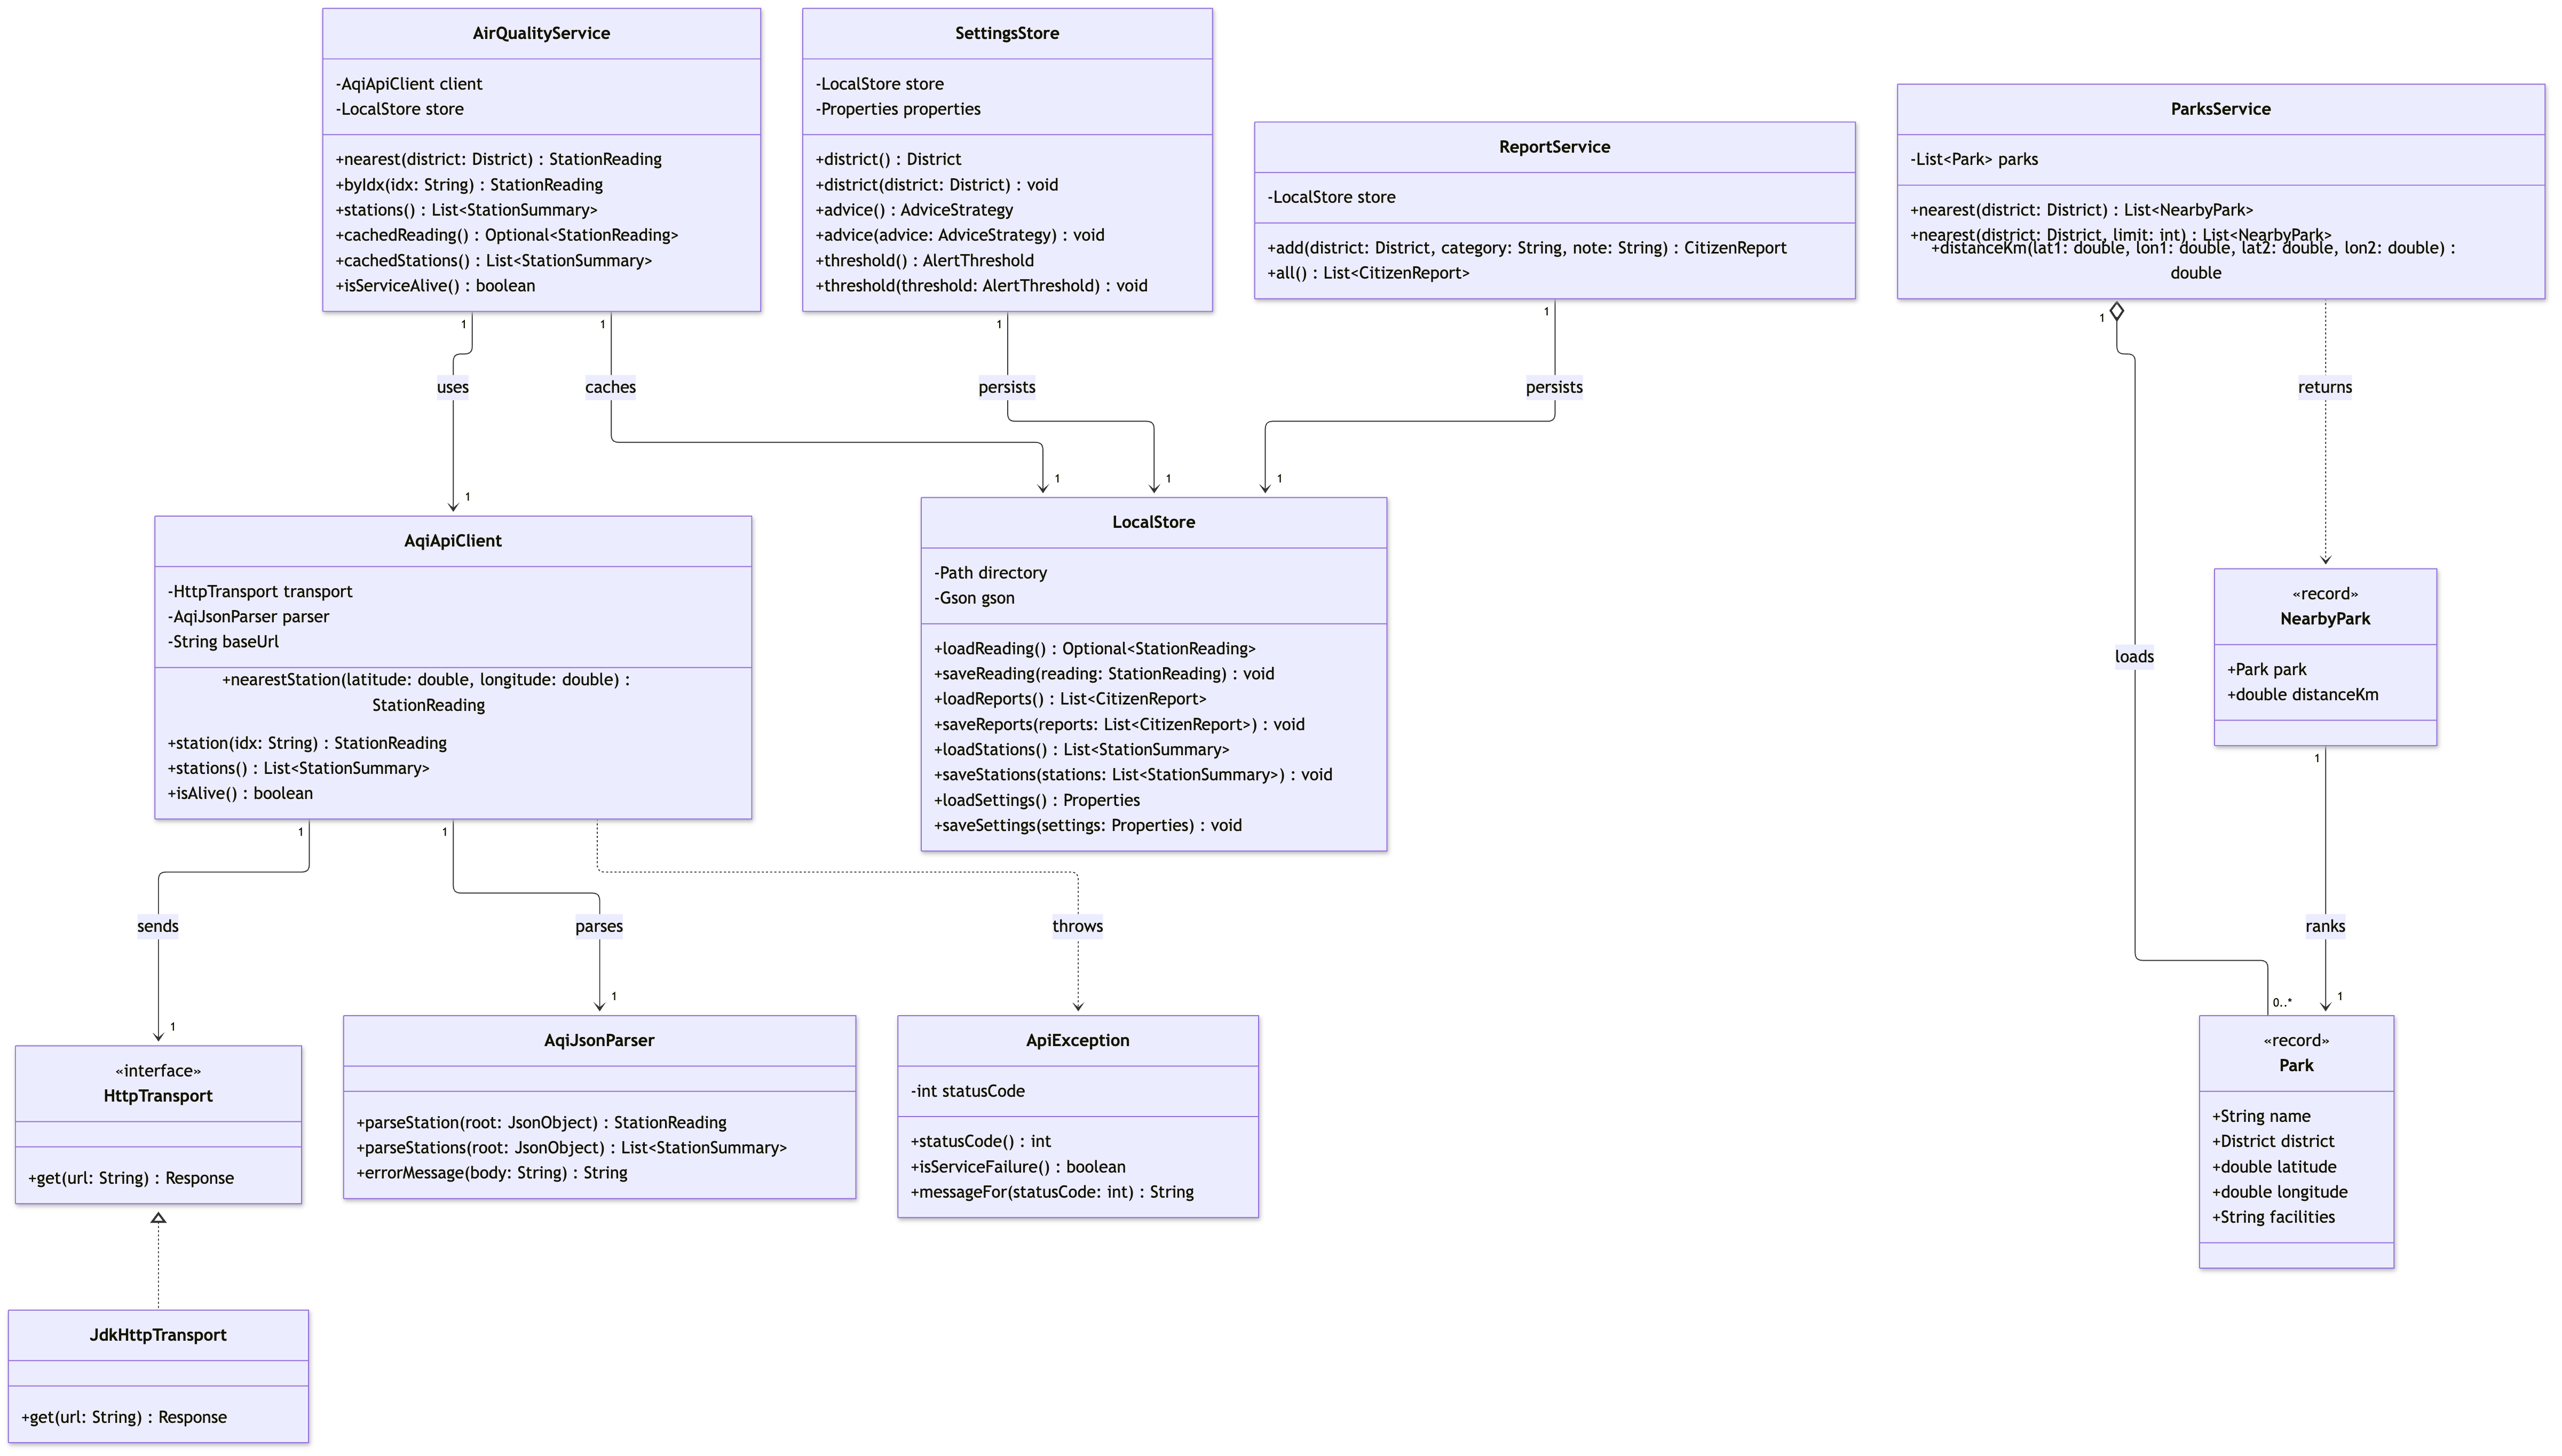 AirQualityService
-AqiApiClient client
-LocalStore store
+nearest(district: District) : StationReading
+byIdx(idx: String) : StationReading
+stations() : List<StationSummary>
+cachedReading() : Optional<StationReading>
+cachedStations() : List<StationSummary>
+isServiceAlive() : boolean
SettingsStore
-LocalStore store
-Properties properties
+district() : District
+district(district: District) : void
+advice() : AdviceStrategy
+advice(advice: AdviceStrategy) : void
+threshold() : AlertThreshold
+threshold(threshold: AlertThreshold) : void
ReportService
-LocalStore store
+add(district: District, category: String, note: String) : CitizenReport
+all() : List<CitizenReport>
ParksService
-List<Park> parks
+nearest(district: District) : List<NearbyPark>
+nearest(district: District, limit: int) : List<NearbyPark>
+distanceKm(lat1: double, lon1: double, lat2: double, lon2: double) :
double
1
1
1
1
1
uses
caches
persists
persists
returns
1
1
1
1
AqiApiClient
-HttpTransport transport
-AqiJsonParser parser
-String baseUrl
+nearestStation(latitude: double, longitude: double) :
StationReading
+station(idx: String) : StationReading
+stations() : List<StationSummary>
+isAlive() : boolean
LocalStore
-Path directory
-Gson gson
+loadReading() : Optional<StationReading>
+saveReading(reading: StationReading) : void
+loadReports() : List<CitizenReport>
+saveReports(reports: List<CitizenReport>) : void
+loadStations() : List<StationSummary>
+saveStations(stations: List<StationSummary>) : void
+loadSettings() : Properties
+saveSettings(settings: Properties) : void
loads
«record»
NearbyPark
+Park park
+double distanceKm
1
1
1
sends
parses
throws
ranks
1
1
0..*
1
«interface»
HttpTransport
+get(url: String) : Response
AqiJsonParser
+parseStation(root: JsonObject) : StationReading
+parseStations(root: JsonObject) : List<StationSummary>
+errorMessage(body: String) : String
ApiException
-int statusCode
+statusCode() : int
+isServiceFailure() : boolean
+messageFor(statusCode: int) : String
«record»
Park
+String name
+District district
+double latitude
+double longitude
+String facilities
JdkHttpTransport
+get(url: String) : Response